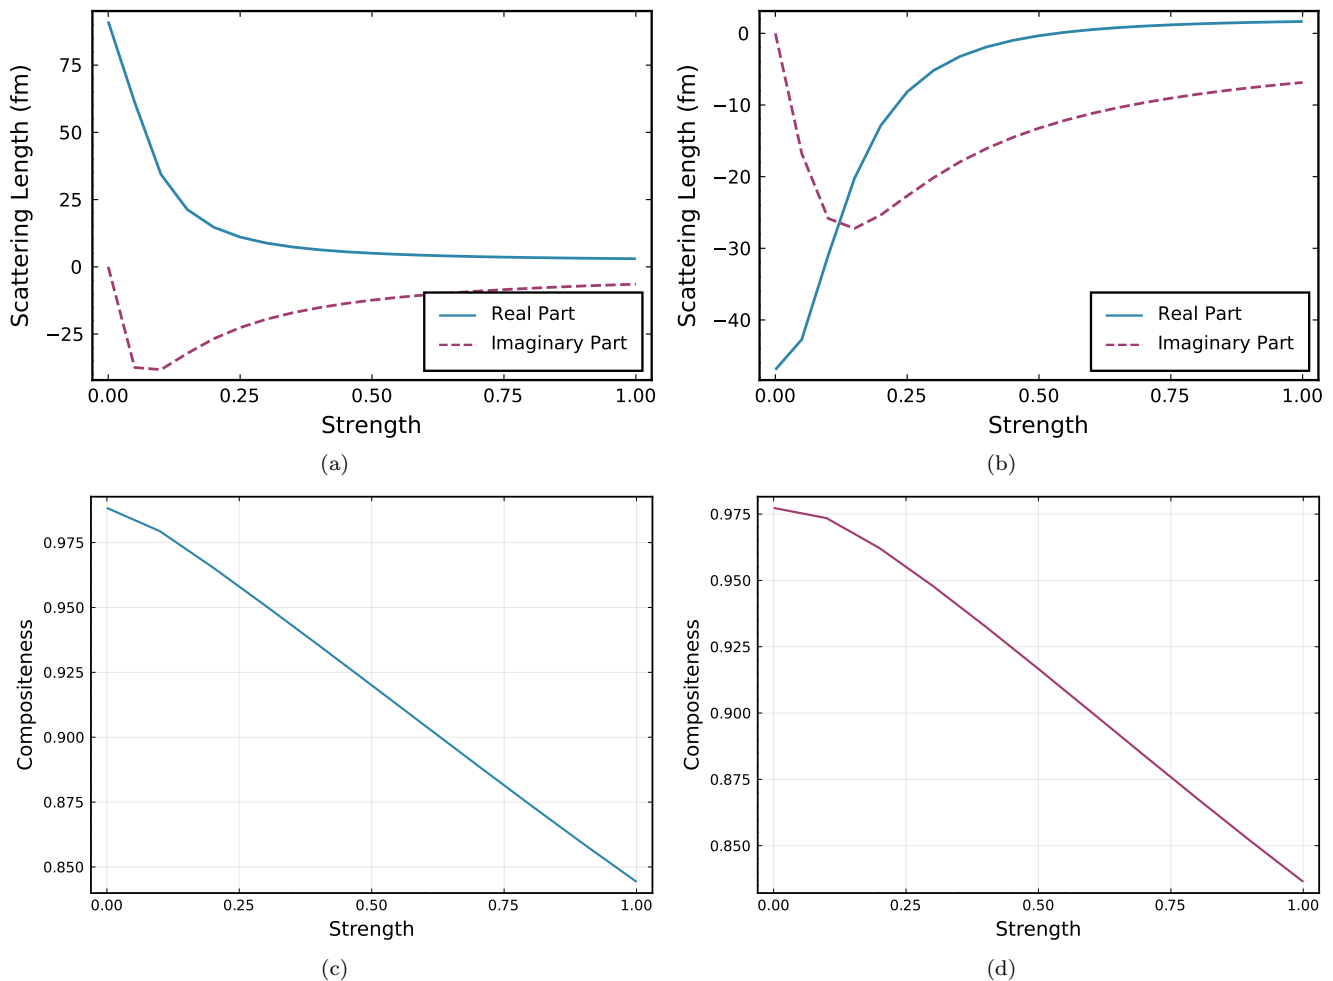 Scattering Length (fm)
75
50
25
0
−25
Real Part
Imaginary Part
0.00 0.25 0.50 0.75 1.00
Strength
(a)
Scattering Length (fm)
0
−10
−20
−30
−40
Real Part
Imaginary Part
0.00 0.25 0.50 0.75 1.00
Strength
(b)
Compositeness
0.975
0.950
0.925
0.900
0.875
0.850
0.00 0.25 0.50 0.75 1.00
Strength
(c)
Compositeness
0.975
0.950
0.925
0.900
0.875
0.850
0.00 0.25 0.50 0.75 1.00
Strength
(d)